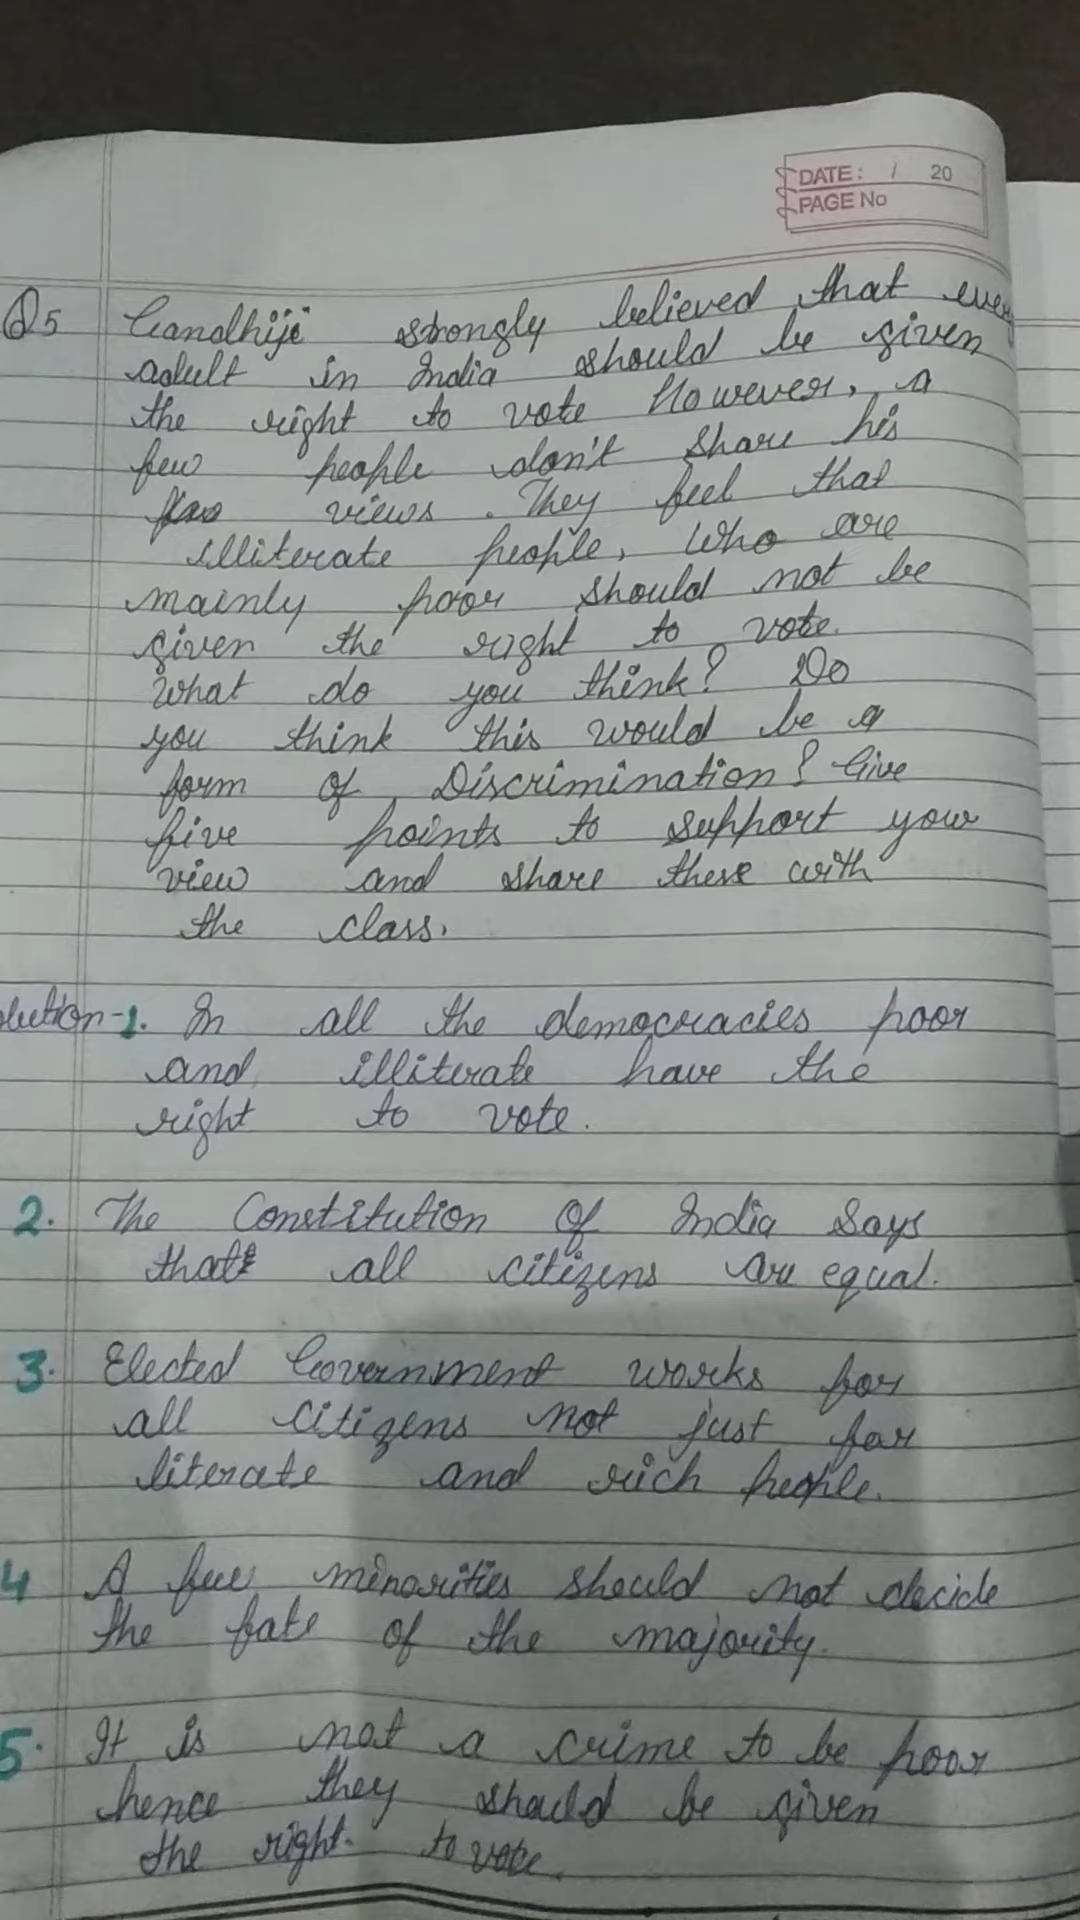 DATE: / 20
PAGE No
Q5 Gandhiji strongly believed that every
adult in India should be given
the right to vote However, a
few people don't share his
views. They feel that
illiterate people, who are
mainly poor should not be
given the right to vote.
What do you think? Do
you think this would be a
form of Discrimination? Give
five points to support your
view and share these with
the class.
olution-1. In all the democracies poor
and illiterate have the
right to vote.
2. The Constitution of India Says
that all citizens are equal.
3. Elected Government works for
all citizens not just for
literate and rich people.
4 A few minorities should not decide
the fate of the majority.
5. It is not a crime to be poor
hence they should be given
the right. to vote.